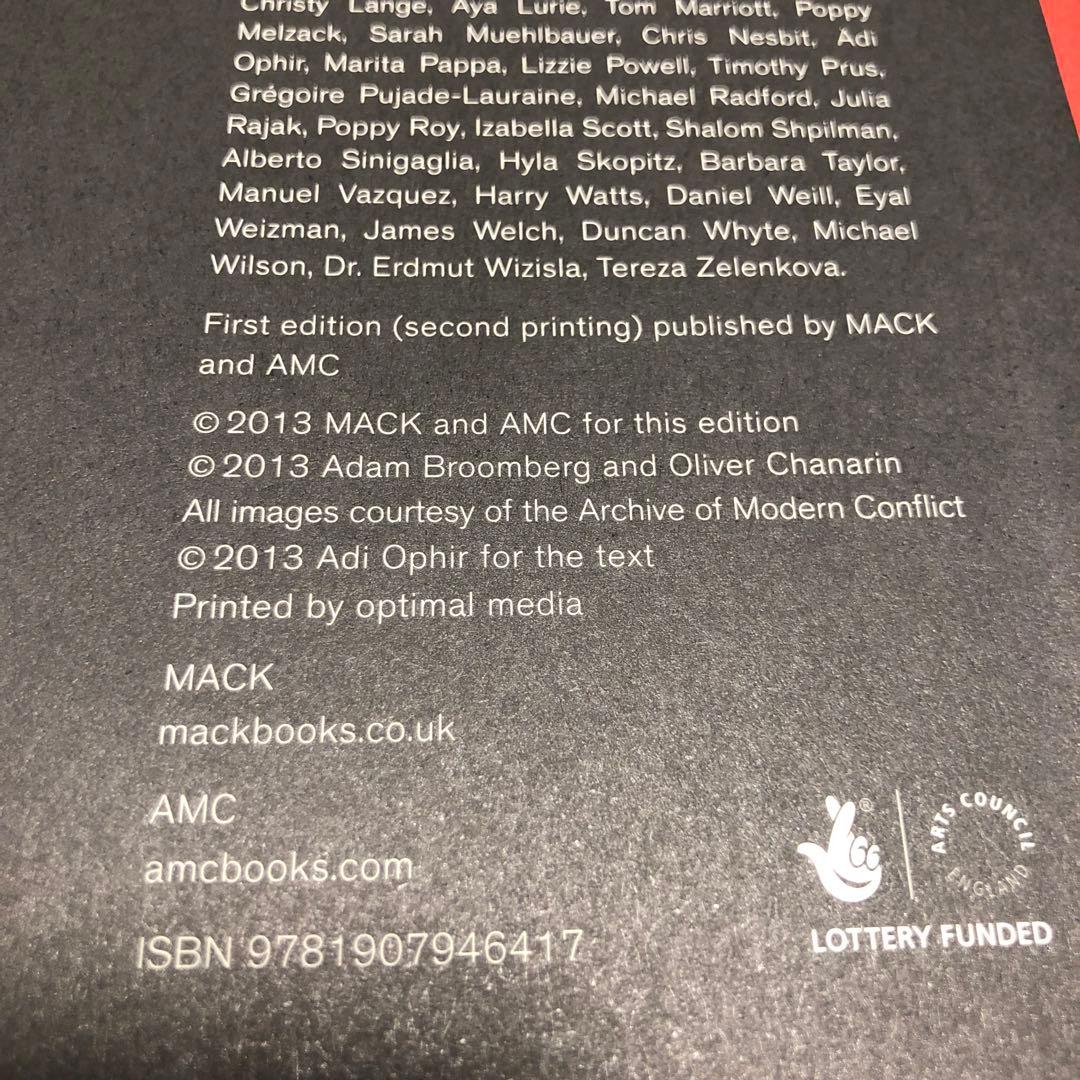 Christy Lange, Aya Lurie, Tom Marriott, Poppy
Melzack, Sarah Muehlbauer, Chris Nesbit, Adi
Ophir, Marita Pappa, Lizzie Powell, Timothy Prus,
Grégoire Pujade-Lauraine, Michael Radford, Julia
Rajak, Poppy Roy, Izabella Scott, Shalom Shpilman,
Alberto Sinigaglia, Hyla Skopitz, Barbara Taylor,
Manuel Vazquez, Harry Watts, Daniel Weill, Eyal
Weizman, James Welch, Duncan Whyte, Michael
Wilson, Dr. Erdmut Wizisla, Tereza Zelenkova.
First edition (second printing) published by MACK
and AMC
© 2013 MACK and AMC for this edition
© 2013 Adam Broomberg and Oliver Chanarin
All images courtesy of the Archive of Modern Conflict
© 2013 Adi Ophir for the text
Printed by optimal media
MACK
mackbooks.co.uk
AMC
amcbooks.com
ISBN 9781907946417
®
ARTS COUNCIL
ENGLAND
LOTTERY FUNDED